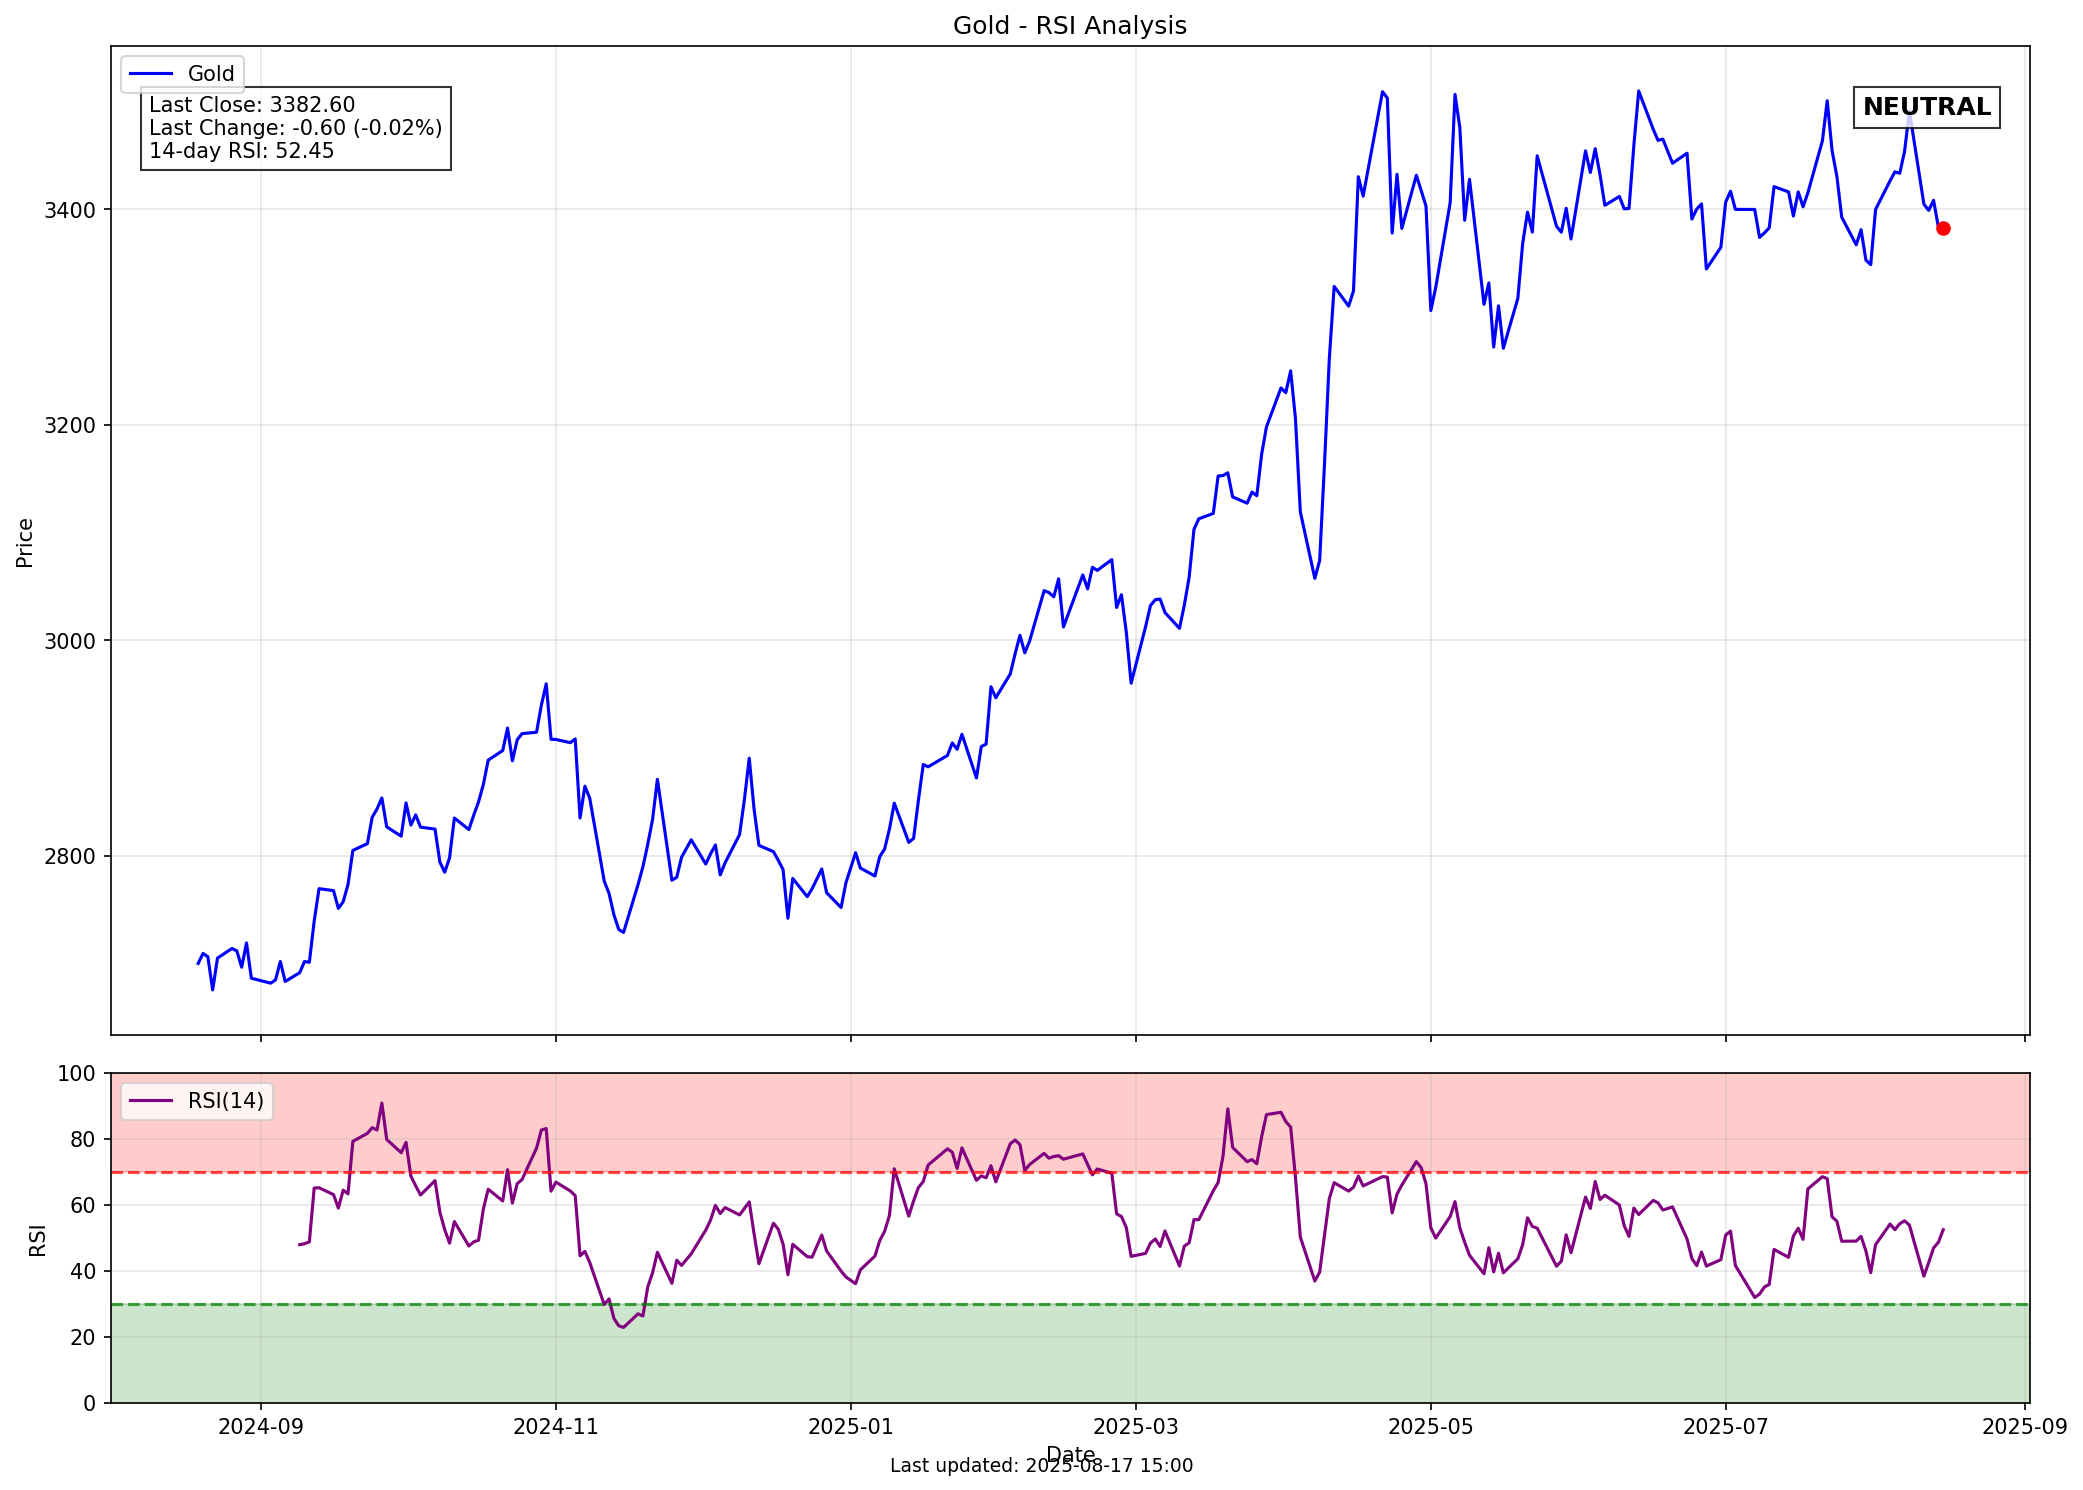 Gold - RSI Analysis
Gold
Last Close: 3382.60
Last Change: -0.60 (-0.02%)
14-day RSI: 52.45
NEUTRAL
3400
3200
3000
2800
Price
RSI(14)
100
80
60
40
20
0
RSI
2024-09 2024-11 2025-01 2025-03 2025-05 2025-07 2025-09
Date
Last updated: 2025-08-17 15:00